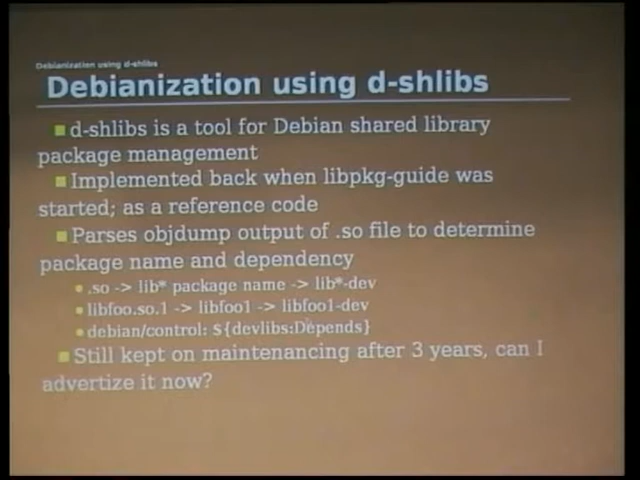 Debianization using d-shlibs
Debianization using d-shlibs
d-shlibs is a tool for Debian shared library
package management
Implemented back when libpkg-guide was
started; as a reference code
Parses objdump output of .so file to determine
package name and dependency
.so -> lib* package name -> lib*-dev
libfoo.so.1 -> libfoo1 -> libfoo1-dev
debian/control: ${devlibs:Depends}
Still kept on maintenancing after 3 years, can I
advertize it now?